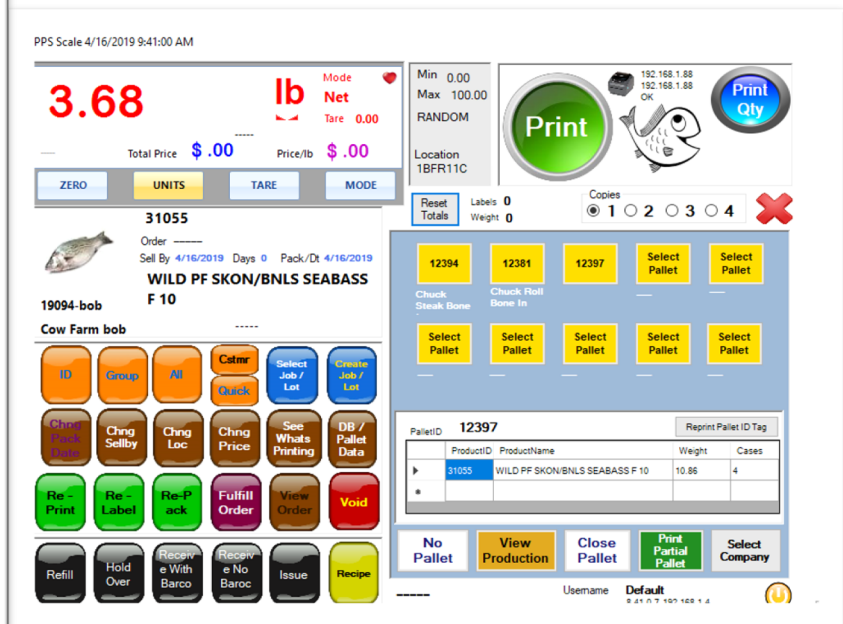 PPS Scale 4/16/2019 9:41:00 AM
3.68
lb
Mode
Net
Tare 0.00
-----
Total Price $ .00
Price/lb $ .00
ZERO
UNITS
TARE
MODE
Min 0.00
Max 100.00
RANDOM
Location
1BFR11C
Print
192.168.1.88
192.168.1.88
OK
Print
Qty
Reset
Totals
Labels 0
Weight 0
Copies
1 2 3 4
31055
Order -----
Sell By 4/16/2019 Days 0 Pack/Dt 4/16/2019
WILD PF SKON/BNLS SEABASS
F 10
19094-bob
Cow Farm bob
-----
12394
12381
12397
Select
Pallet
Select
Pallet
Chuck
Steak Bone
Chuck Roll
Bone In
Select
Pallet
Select
Pallet
Select
Pallet
Select
Pallet
Select
Pallet
ID
Group
All
Cstmr
Quick
Select
Job /
Lot
Create
Job /
Lot
Chng
Pack
Date
Chng
Sellby
Chng
Loc
Chng
Price
See
Whats
Printing
DB /
Pallet
Data
Re -
Print
Re -
Label
Re-P
ack
Fulfill
Order
View
Order
Void
Refill
Hold
Over
Receiv
e With
Barco
Receiv
e No
Baroc
Issue
Recipe
PalletID 12397
Reprint Pallet ID Tag
ProductID ProductName Weight Cases
31055 WILD PF SKON/BNLS SEABASS F 10 10.86 4
No
Pallet
View
Production
Close
Pallet
Print
Partial
Pallet
Select
Company
-----
Username Default